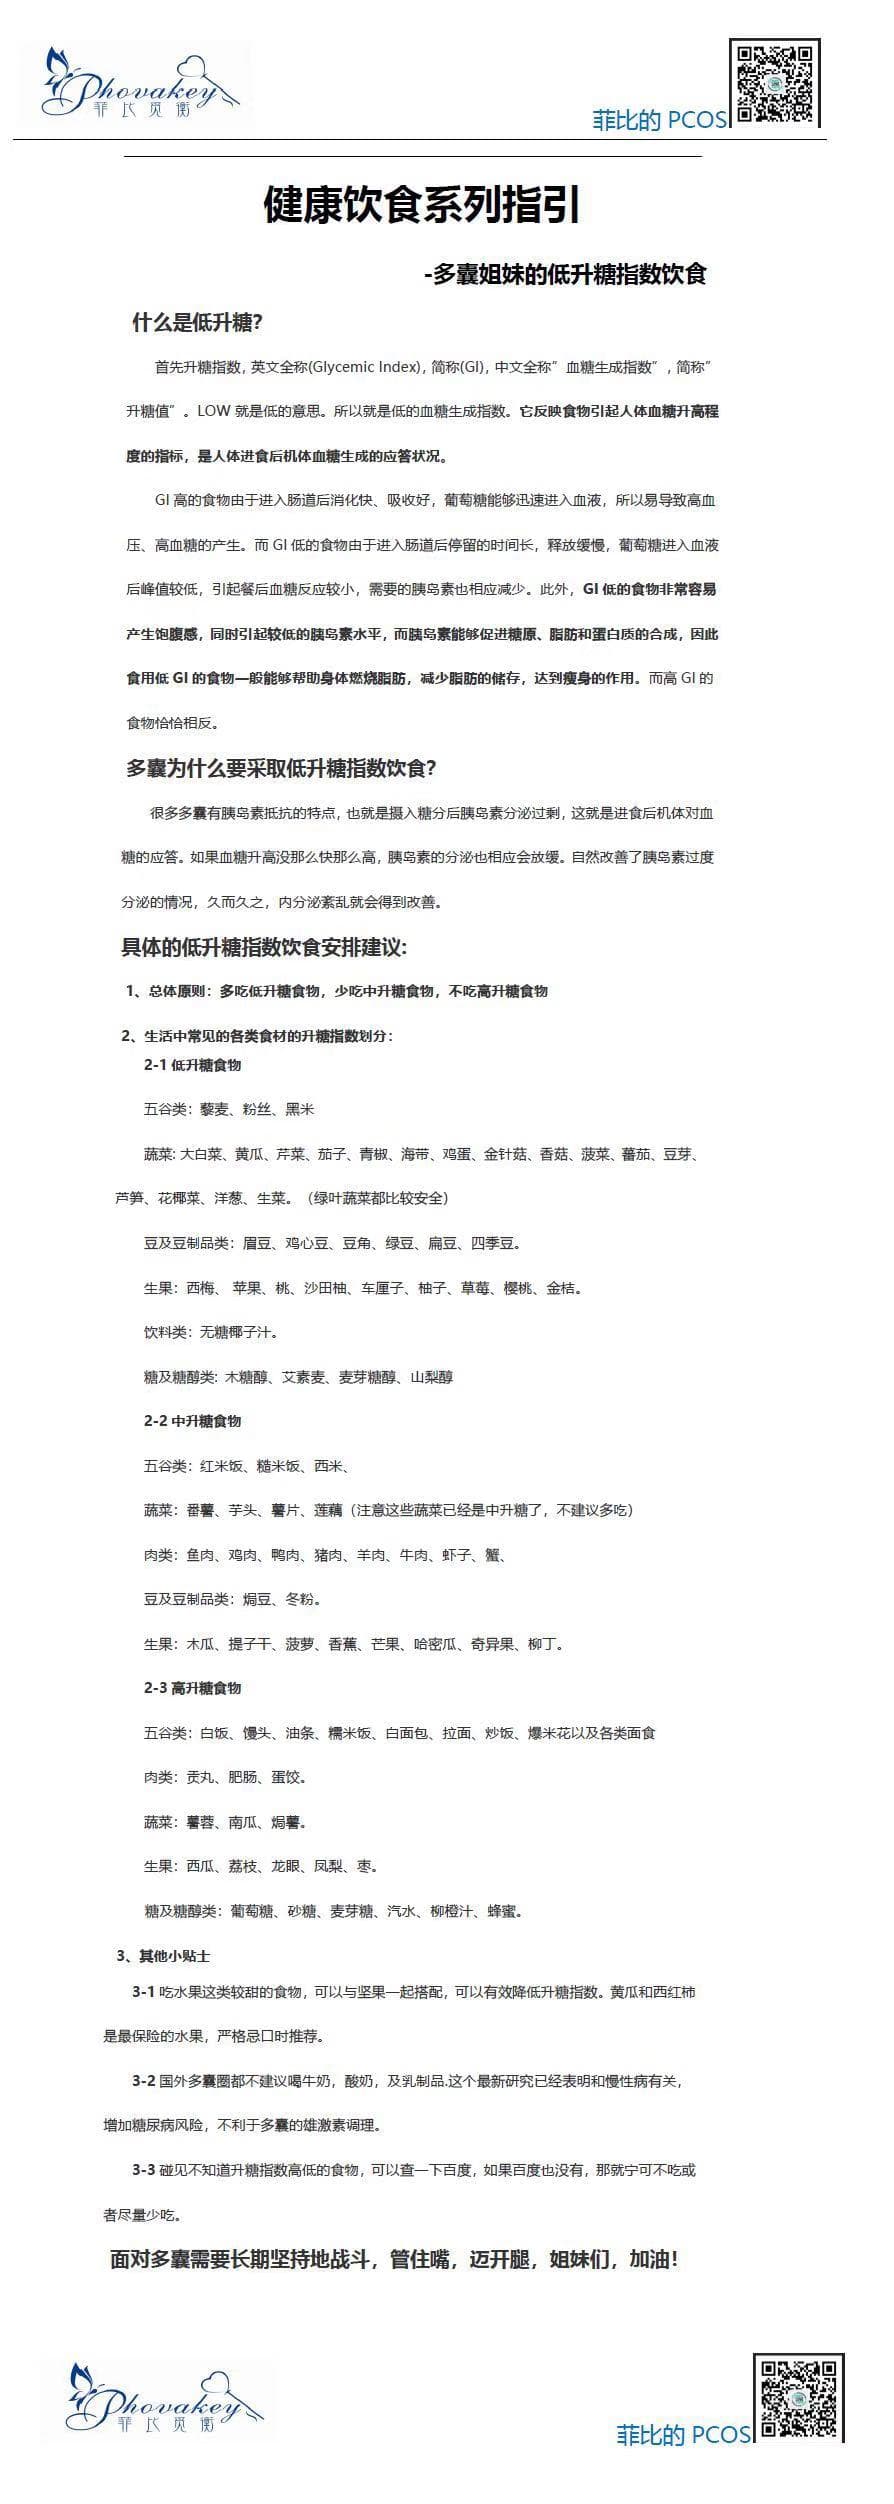 Phovakey
菲比觅衡
菲比的 PCOS
健康饮食系列指引
-多囊姐妹的低升糖指数饮食
什么是低升糖？
首先升糖指数，英文全称(Glycemic Index)，简称(GI)，中文全称”血糖生成指数”，简称”
升糖值”。LOW 就是低的意思。所以就是低的血糖生成指数。它反映食物引起人体血糖升高程
度的指标，是人体进食后机体血糖生成的应答状况。
GI 高的食物由于进入肠道后消化快、吸收好，葡萄糖能够迅速进入血液，所以易导致高血
压、高血糖的产生。而 GI 低的食物由于进入肠道后停留的时间长，释放缓慢，葡萄糖进入血液
后峰值较低，引起餐后血糖反应较小，需要的胰岛素也相应减少。此外，GI 低的食物非常容易
产生饱腹感，同时引起较低的胰岛素水平，而胰岛素能够促进糖原、脂肪和蛋白质的合成，因此
食用低 GI 的食物一般能够帮助身体燃烧脂肪，减少脂肪的储存，达到瘦身的作用。而高 GI 的
食物恰恰相反。
多囊为什么要采取低升糖指数饮食？
很多多囊有胰岛素抵抗的特点，也就是摄入糖分后胰岛素分泌过剩，这就是进食后机体对血
糖的应答。如果血糖升高没那么快那么高，胰岛素的分泌也相应会放缓。自然改善了胰岛素过度
分泌的情况，久而久之，内分泌紊乱就会得到改善。
具体的低升糖指数饮食安排建议：
1、总体原则：多吃低升糖食物，少吃中升糖食物，不吃高升糖食物
2、生活中常见的各类食材的升糖指数划分：
2-1 低升糖食物
五谷类：藜麦、粉丝、黑米
蔬菜: 大白菜、黄瓜、芹菜、茄子、青椒、海带、鸡蛋、金针菇、香菇、菠菜、蕃茄、豆芽、
芦笋、花椰菜、洋葱、生菜。（绿叶蔬菜都比较安全）
豆及豆制品类：眉豆、鸡心豆、豆角、绿豆、扁豆、四季豆。
生果：西梅、 苹果、桃、沙田柚、车厘子、柚子、草莓、樱桃、金桔。
饮料类：无糖椰子汁。
糖及糖醇类: 木糖醇、艾素麦、麦芽糖醇、山梨醇
2-2 中升糖食物
五谷类：红米饭、糙米饭、西米、
蔬菜：番薯、芋头、薯片、莲藕（注意这些蔬菜已经是中升糖了，不建议多吃）
肉类：鱼肉、鸡肉、鸭肉、猪肉、羊肉、牛肉、虾子、蟹、
豆及豆制品类：焗豆、冬粉。
生果：木瓜、提子干、菠萝、香蕉、芒果、哈密瓜、奇异果、柳丁。
2-3 高升糖食物
五谷类：白饭、馒头、油条、糯米饭、白面包、拉面、炒饭、爆米花以及各类面食
肉类：贡丸、肥肠、蛋饺。
蔬菜：薯蓉、南瓜、焗薯。
生果：西瓜、荔枝、龙眼、凤梨、枣。
糖及糖醇类：葡萄糖、砂糖、麦芽糖、汽水、柳橙汁、蜂蜜。
3、其他小贴士
3-1 吃水果这类较甜的食物，可以与坚果一起搭配，可以有效降低升糖指数。黄瓜和西红柿
是最保险的水果，严格忌口时推荐。
3-2 国外多囊圈都不建议喝牛奶，酸奶，及乳制品.这个最新研究已经表明和慢性病有关，
增加糖尿病风险，不利于多囊的雄激素调理。
3-3 碰见不知道升糖指数高低的食物，可以查一下百度，如果百度也没有，那就宁可不吃或
者尽量少吃。
面对多囊需要长期坚持地战斗，管住嘴，迈开腿，姐妹们，加油！
Phovakey
菲比觅衡
菲比的 PCOS